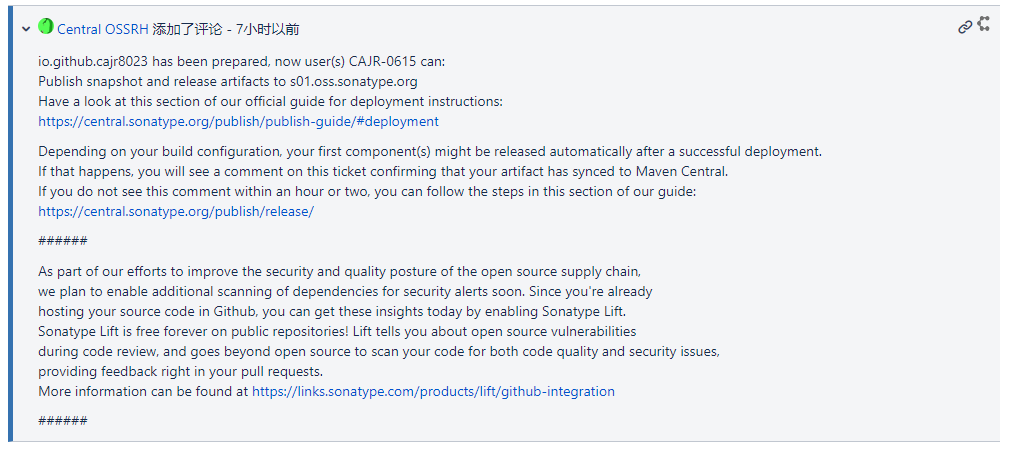 Central OSSRH 添加了评论 - 7小时以前
io.github.cajr8023 has been prepared, now user(s) CAJR-0615 can:
Publish snapshot and release artifacts to s01.oss.sonatype.org
Have a look at this section of our official guide for deployment instructions:
https://central.sonatype.org/publish/publish-guide/#deployment
Depending on your build configuration, your first component(s) might be released automatically after a successful deployment.
If that happens, you will see a comment on this ticket confirming that your artifact has synced to Maven Central.
If you do not see this comment within an hour or two, you can follow the steps in this section of our guide:
https://central.sonatype.org/publish/release/
######
As part of our efforts to improve the security and quality posture of the open source supply chain,
we plan to enable additional scanning of dependencies for security alerts soon. Since you're already
hosting your source code in Github, you can get these insights today by enabling Sonatype Lift.
Sonatype Lift is free forever on public repositories! Lift tells you about open source vulnerabilities
during code review, and goes beyond open source to scan your code for both code quality and security issues,
providing feedback right in your pull requests.
More information can be found at https://links.sonatype.com/products/lift/github-integration
######